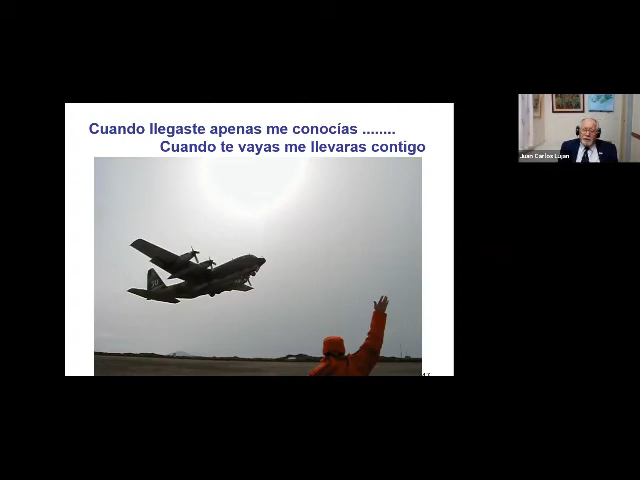 Cuando llegaste apenas me conocías ........
Cuando te vayas me llevaras contigo
Juan Carlos Lujan